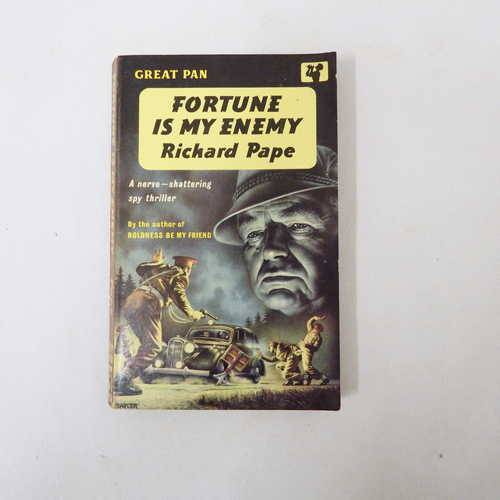 GREAT PAN
FORTUNE
IS MY ENEMY
Richard Pape
A nerve-shattering
spy thriller
By the author of
BOLDNESS BE MY FRIEND